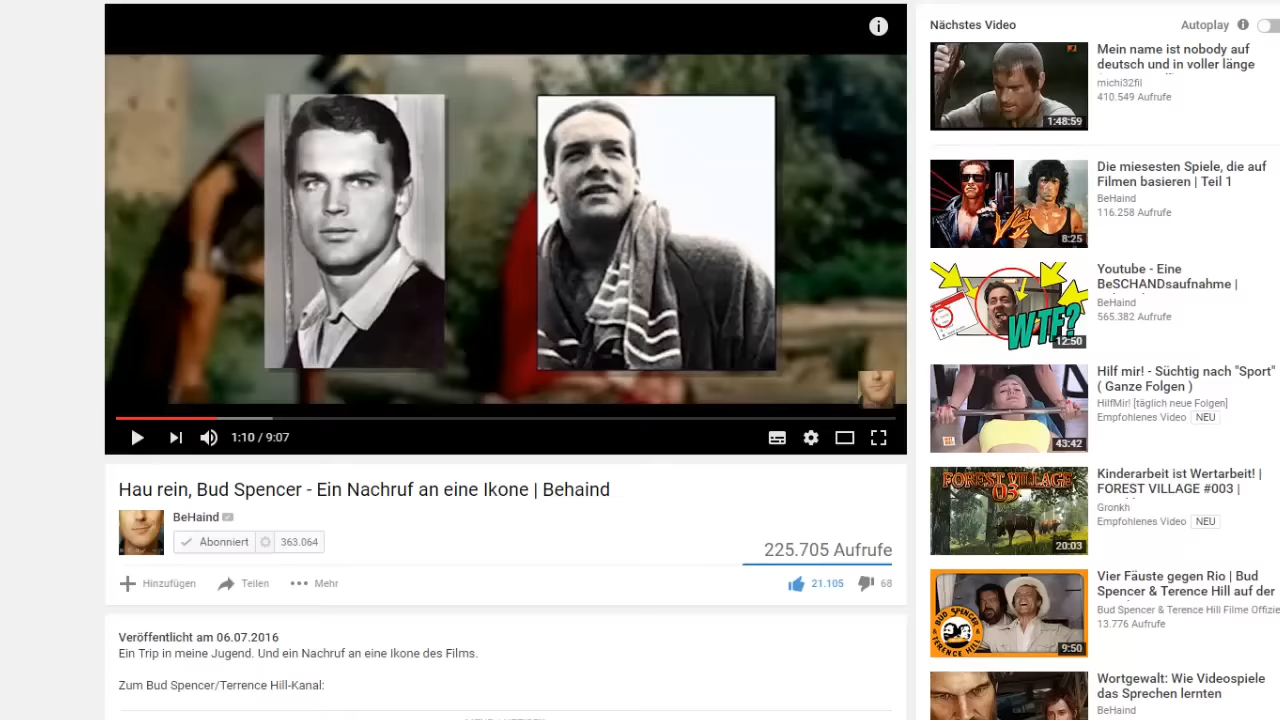 1:10 / 9:07
Hau rein, Bud Spencer - Ein Nachruf an eine Ikone | Behaind
BeHaind
Abonniert 363.064
225.705 Aufrufe
Hinzufügen Teilen Mehr 21.105 68
Veröffentlicht am 06.07.2016
Ein Trip in meine Jugend. Und ein Nachruf an eine Ikone des Films.
Zum Bud Spencer/Terrence Hill-Kanal:
Nächstes Video Autoplay
Mein name ist nobody auf
deutsch und in voller länge
michi32fil
410.549 Aufrufe
1:48:59
Die miesesten Spiele, die auf
Filmen basieren | Teil 1
BeHaind
116.258 Aufrufe
VS
8:25
Youtube - Eine
BeSCHANDsaufnahme |
BeHaind
565.382 Aufrufe
WTF?
12:50
Hilf mir! - Süchtig nach "Sport"
( Ganze Folgen )
HilfMir! [täglich neue Folgen]
Empfohlenes Video NEU
43:42
Kinderarbeit ist Wertarbeit! |
FOREST VILLAGE #003 |
Gronkh
Empfohlenes Video NEU
FOREST VILLAGE
03
20:03
Vier Fäuste gegen Rio | Bud
Spencer & Terence Hill auf der
Bud Spencer & Terence Hill Filme Offizie
13.776 Aufrufe
BUD SPENCER
&
TERENCE HILL
9:50
Wortgewalt: Wie Videospiele
das Sprechen lernten
BeHaind